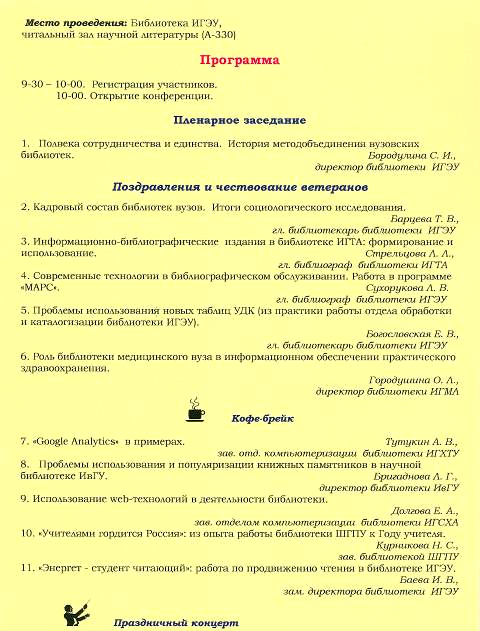 Место проведения: Библиотека ИГЭУ,
читальный зал научной литературы (А-330)
Программа
9-30 – 10-00. Регистрация участников.
10-00. Открытие конференции.
Пленарное заседание
1. Полвека сотрудничества и единства. История методобъединения вузовских
библиотек. Бородулина С. И.,
директор библиотеки ИГЭУ
Поздравления и чествование ветеранов
2. Кадровый состав библиотек вузов. Итоги социологического исследования.
Барцева Т. В.,
гл. библиотекарь библиотеки ИГЭУ
3. Информационно-библиографические издания в библиотеке ИГТА: формирование и
использование. Стрельцова Л. Л.,
гл. библиограф библиотеки ИГТА
4. Современные технологии в библиографическом обслуживании. Работа в программе
«МАРС». Сухорукова Л. В.
гл. библиограф библиотеки ИГЭУ
5. Проблемы использования новых таблиц УДК (из практики работы отдела обработки
и каталогизации библиотеки ИГЭУ).
Богословская Е. В.,
гл. библиотекарь библиотеки ИГЭУ
6. Роль библиотеки медицинского вуза в информационном обеспечении практического
здравоохранения.
Городушина О. Л.,
директор библиотеки ИГМА
Кофе-брейк
7. «Google Analytics« в примерах. Тутукин А. В.,
зав. отд. компьютеризации библиотеки ИГХТУ
8. Проблемы использования и популяризации книжных памятников в научной
библиотеке ИвГУ. Бригаднова Л. Г.,
директор библиотеки ИвГУ
9. Использование web-технологий в деятельности библиотеки.
Долгова Е. А.,
зав. отделом компьютеризации библиотеки ИГСХА
10. «Учителями гордится Россия»: из опыта работы библиотеки ШГПУ к Году учителя.
Курникова Н. С.,
зав. библиотекой ШГПУ
11. «Энергет - студент читающий»: работа по продвижению чтения в библиотеке ИГЭУ.
Баева И. В.,
зам. директора библиотеки ИГЭУ
Праздничный концерт